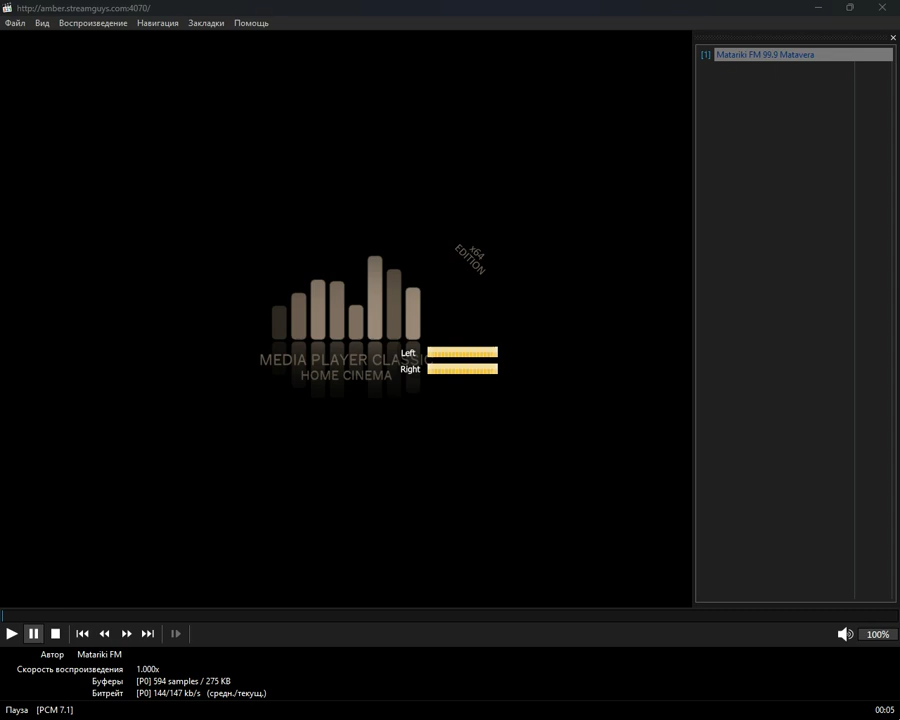 http://amber.streamguys.com:4070/
Файл Вид Воспроизведение Навигация Закладки Помощь
[1] Matariki FM 99.9 Matavera
x64
EDITION
MEDIA PLAYER CLASSIC
HOME CINEMA
Left
Right
100%
Автор Matariki FM
Скорость воспроизведения 1.000x
Буферы [P0] 594 samples / 275 KB
Битрейт [P0] 144/147 kb/s (средн./текущ.)
Пауза [PCM 7.1] 00:05